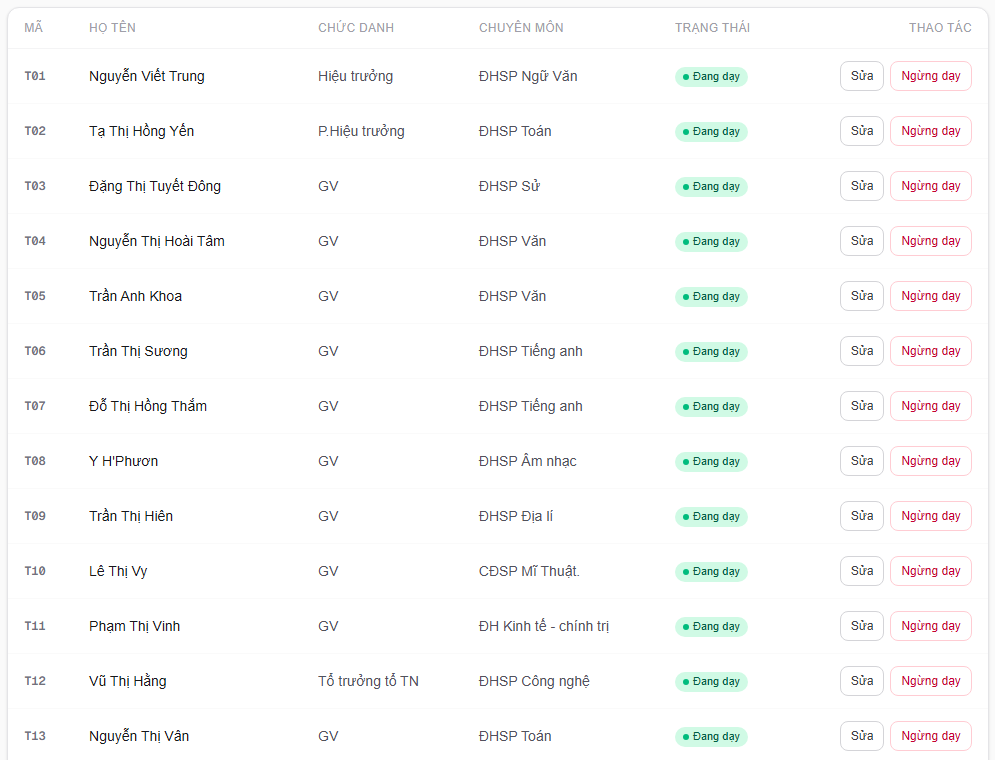 MÃ HỌ TÊN CHỨC DANH CHUYÊN MÔN TRẠNG THÁI THAO TÁC
T01 Nguyễn Viết Trung Hiệu trưởng ĐHSP Ngữ Văn Đang dạy Sửa Ngừng dạy
T02 Tạ Thị Hồng Yến P.Hiệu trưởng ĐHSP Toán Đang dạy Sửa Ngừng dạy
T03 Đặng Thị Tuyết Đông GV ĐHSP Sử Đang dạy Sửa Ngừng dạy
T04 Nguyễn Thị Hoài Tâm GV ĐHSP Văn Đang dạy Sửa Ngừng dạy
T05 Trần Anh Khoa GV ĐHSP Văn Đang dạy Sửa Ngừng dạy
T06 Trần Thị Sương GV ĐHSP Tiếng anh Đang dạy Sửa Ngừng dạy
T07 Đỗ Thị Hồng Thắm GV ĐHSP Tiếng anh Đang dạy Sửa Ngừng dạy
T08 Y H'Phươn GV ĐHSP Âm nhạc Đang dạy Sửa Ngừng dạy
T09 Trần Thị Hiên GV ĐHSP Địa lí Đang dạy Sửa Ngừng dạy
T10 Lê Thị Vy GV CĐSP Mĩ Thuật. Đang dạy Sửa Ngừng dạy
T11 Phạm Thị Vinh GV ĐH Kinh tế - chính trị Đang dạy Sửa Ngừng dạy
T12 Vũ Thị Hằng Tổ trưởng tổ TN ĐHSP Công nghệ Đang dạy Sửa Ngừng dạy
T13 Nguyễn Thị Vân GV ĐHSP Toán Đang dạy Sửa Ngừng dạy